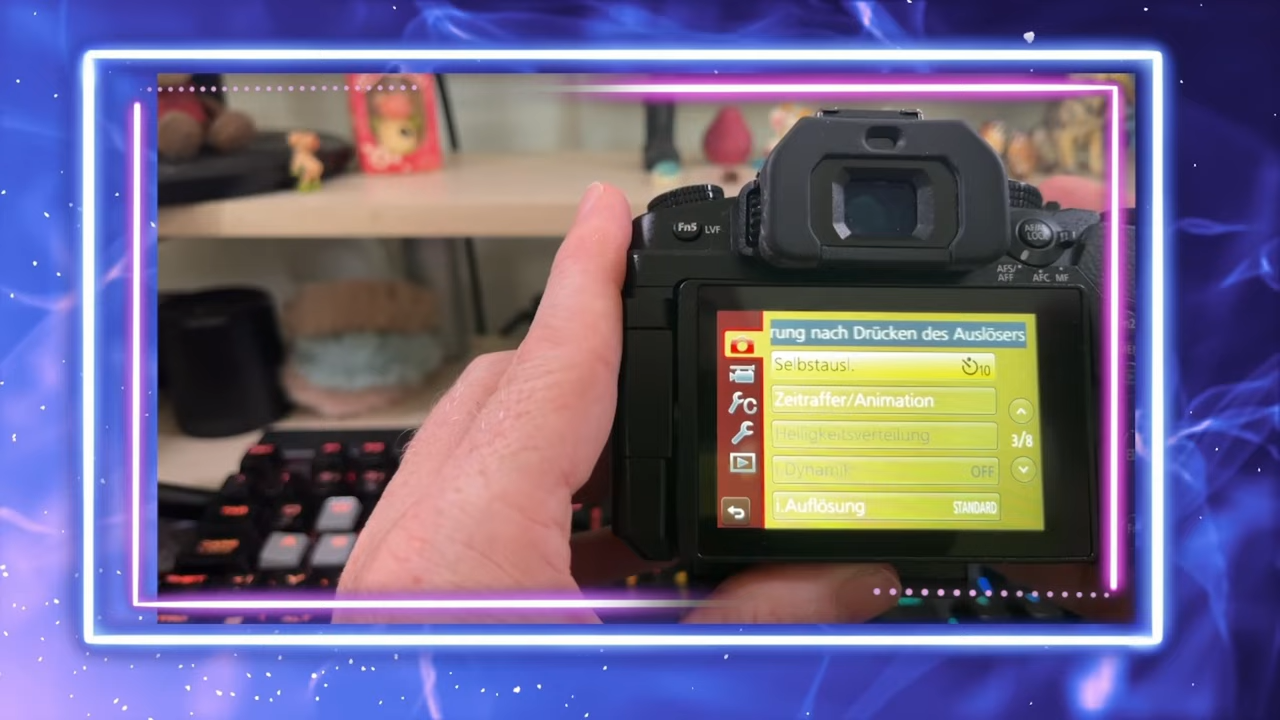 Fn5 LVF
AF/AE LOCK
AFS/AFF AFC MF
rung nach Drücken des Auslösers
Selbstausl. 10
Zeitraffer/Animation
Helligkeitsverteilung
i.Dynamik OFF
i.Auflösung STANDARD
3/8